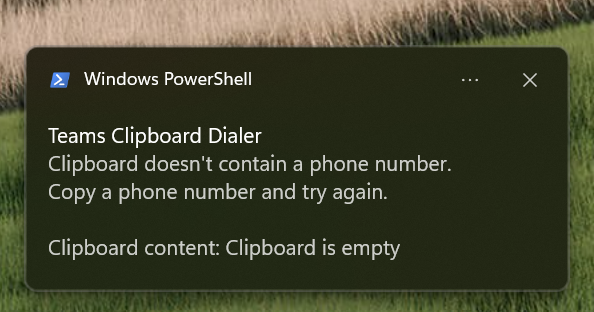 Windows PowerShell
Teams Clipboard Dialer
Clipboard doesn't contain a phone number.
Copy a phone number and try again.
Clipboard content: Clipboard is empty